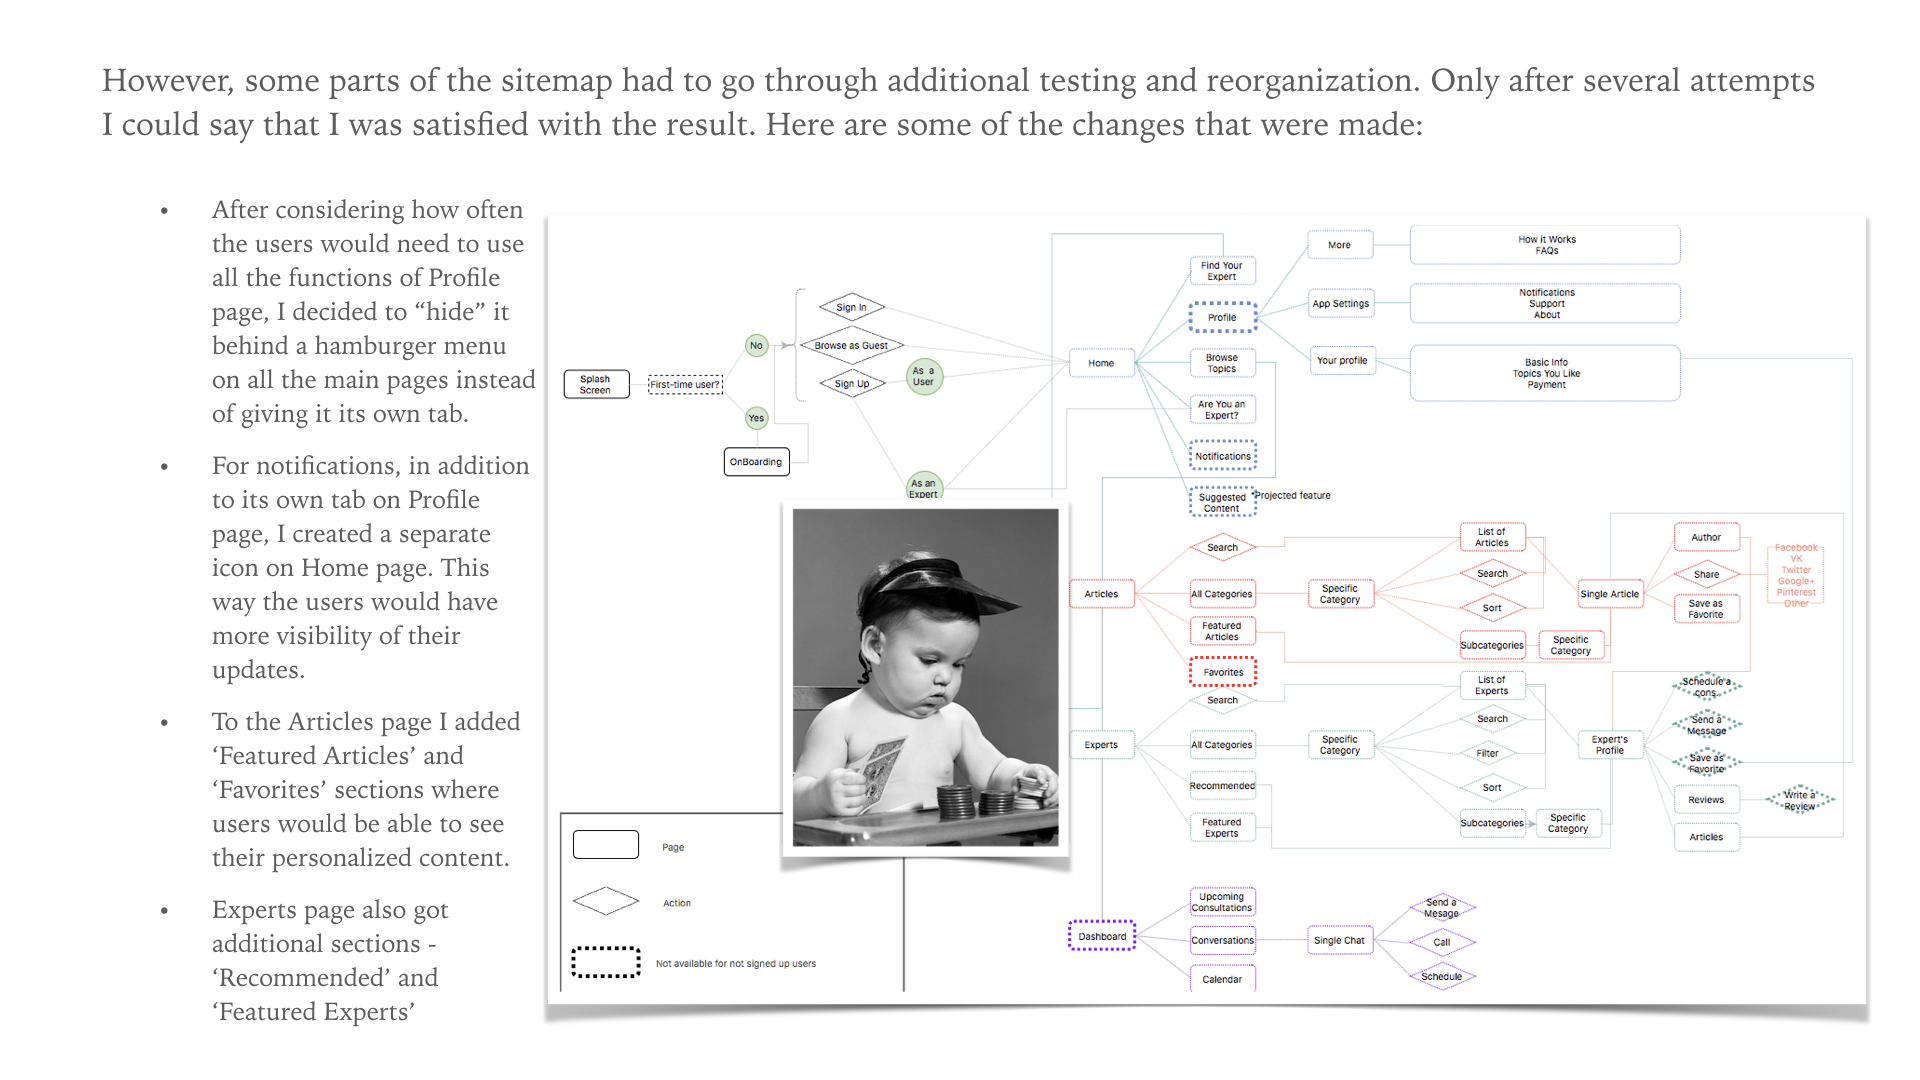 However, some parts of the sitemap had to go through additional testing and reorganization. Only after several attempts
I could say that I was satisfied with the result. Here are some of the changes that were made:
• After considering how often
the users would need to use
all the functions of Profile
page, I decided to “hide” it
behind a hamburger menu
on all the main pages instead
of giving it its own tab.
• For notifications, in addition
to its own tab on Profile
page, I created a separate
icon on Home page. This
way the users would have
more visibility of their
updates.
• To the Articles page I added
‘Featured Articles’ and
‘Favorites’ sections where
users would be able to see
their personalized content.
• Experts page also got
additional sections -
‘Recommended’ and
‘Featured Experts’
Splash
Screen
First-time user?
No
Yes
OnBoarding
Sign In
Browse as Guest
Sign Up
As a
User
As an
Expert
Home
Find Your
Expert
Profile
Browse
Topics
Are You an
Expert?
Notifications
Suggested
Content
*Projected feature
More
App Settings
Your profile
How it Works
FAQs
Notifications
Support
About
Basic Info
Topics You Like
Payment
Articles
Search
All Categories
Featured
Articles
Favorites
Specific
Category
List of
Articles
Search
Sort
Subcategories
Specific
Category
Single Article
Author
Share
Save as
Favorite
Facebook
VK
Twitter
Google+
Pinterest
Other
Experts
Search
All Categories
Recommended
Featured
Experts
Specific
Category
List of
Experts
Search
Filter
Sort
Subcategories
Specific
Category
Expert's
Profile
Schedule a
cons..
Send a
Message
Save as
Favorite
Reviews
Write a
Review
Articles
Dashboard
Upcoming
Consultations
Conversations
Calendar
Single Chat
Send a
Mesage
Call
Schedule
Page
Action
Not available for not signed up users